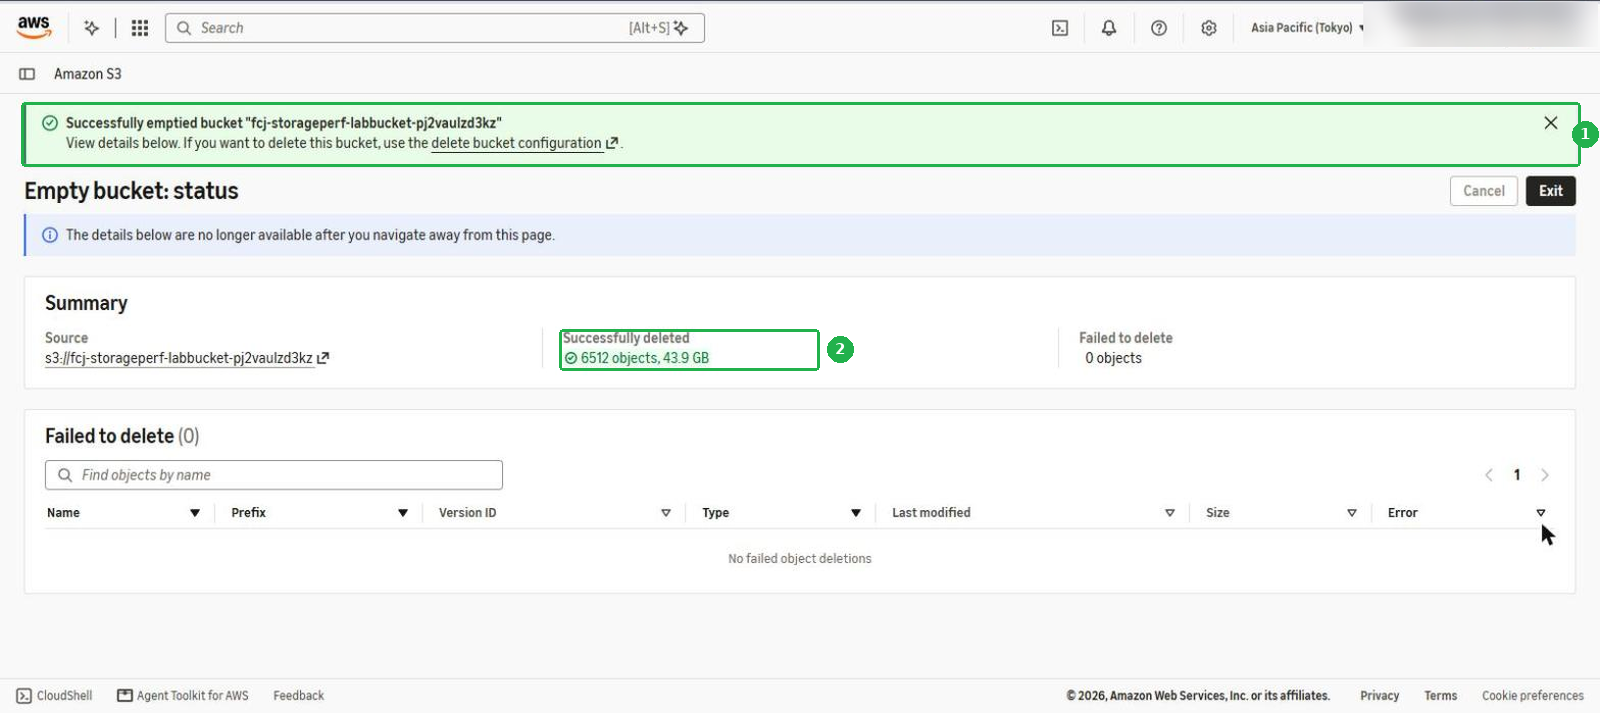 aws
Search [Alt+S]
Asia Pacific (Tokyo)
Amazon S3
Successfully emptied bucket "fcj-storageperf-labbucket-pj2vaulzd3kz"
View details below. If you want to delete this bucket, use the delete bucket configuration .
1
Empty bucket: status
Cancel Exit
The details below are no longer available after you navigate away from this page.
Summary
Source Successfully deleted Failed to delete
s3://fcj-storageperf-labbucket-pj2vaulzd3kz 6512 objects, 43.9 GB 2 0 objects
Failed to delete (0)
Find objects by name 1
Name Prefix Version ID Type Last modified Size Error
No failed object deletions
CloudShell Agent Toolkit for AWS Feedback © 2026, Amazon Web Services, Inc. or its affiliates. Privacy Terms Cookie preferences